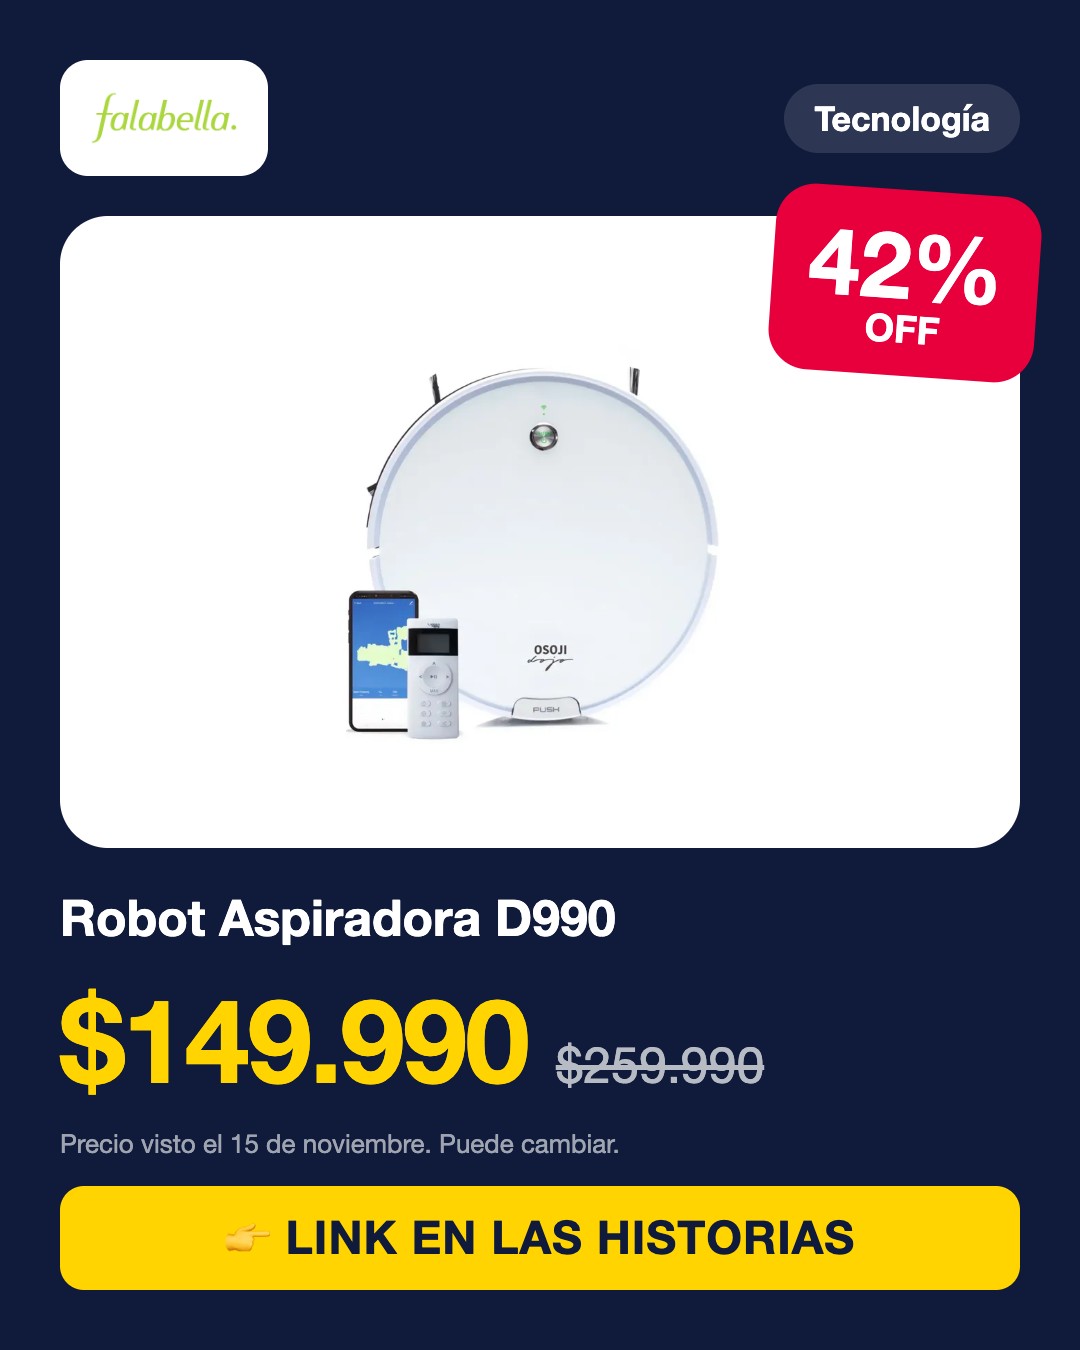 falabella.
Tecnología
42%
OFF
OSOJI
dojo
PUSH
Robot Aspiradora D990
$149.990 $259.990
Precio visto el 15 de noviembre. Puede cambiar.
👉 LINK EN LAS HISTORIAS